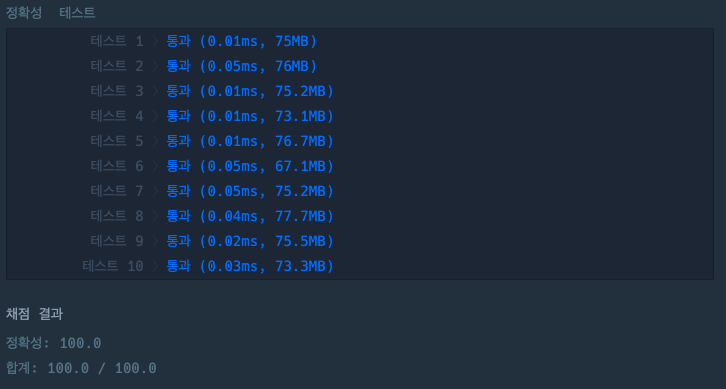 정확성 테스트
테스트 1 > 통과 (0.01ms, 75MB)
테스트 2 > 통과 (0.05ms, 76MB)
테스트 3 > 통과 (0.01ms, 75.2MB)
테스트 4 > 통과 (0.01ms, 73.1MB)
테스트 5 > 통과 (0.01ms, 76.7MB)
테스트 6 > 통과 (0.05ms, 67.1MB)
테스트 7 > 통과 (0.05ms, 75.2MB)
테스트 8 > 통과 (0.04ms, 77.7MB)
테스트 9 > 통과 (0.02ms, 75.5MB)
테스트 10 > 통과 (0.03ms, 73.3MB)
채점 결과
정확성: 100.0
합계: 100.0 / 100.0